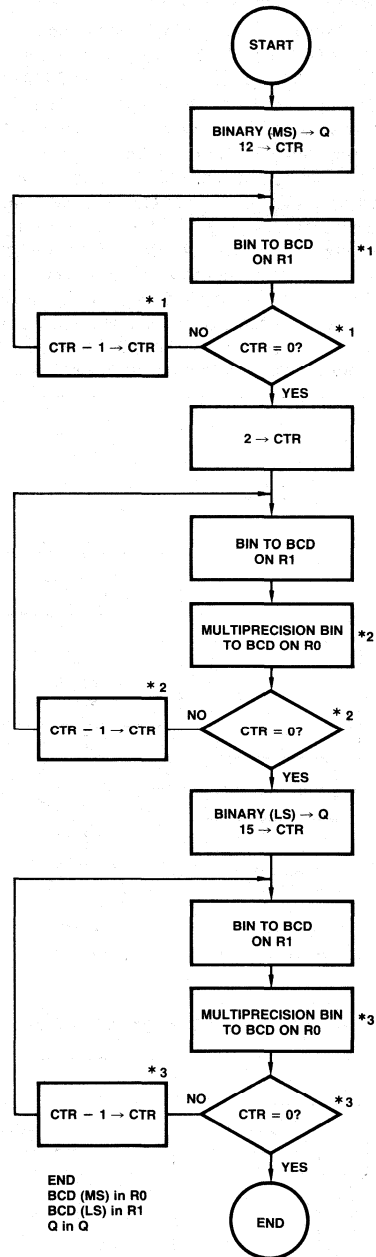 START
BINARY (MS) → Q
12 → CTR
BIN TO BCD
ON R1
*1
*1
CTR − 1 → CTR
NO
CTR = 0?
*1
YES
2 → CTR
BIN TO BCD
ON R1
MULTIPRECISION BIN
TO BCD ON R0
*2
*2
CTR − 1 → CTR
NO
CTR = 0?
*2
YES
BINARY (LS) → Q
15 → CTR
BIN TO BCD
ON R1
MULTIPRECISION BIN
TO BCD ON R0
*3
*3
CTR − 1 → CTR
NO
CTR = 0?
*3
YES
END
BCD (MS) in R0
BCD (LS) in R1
Q in Q
END